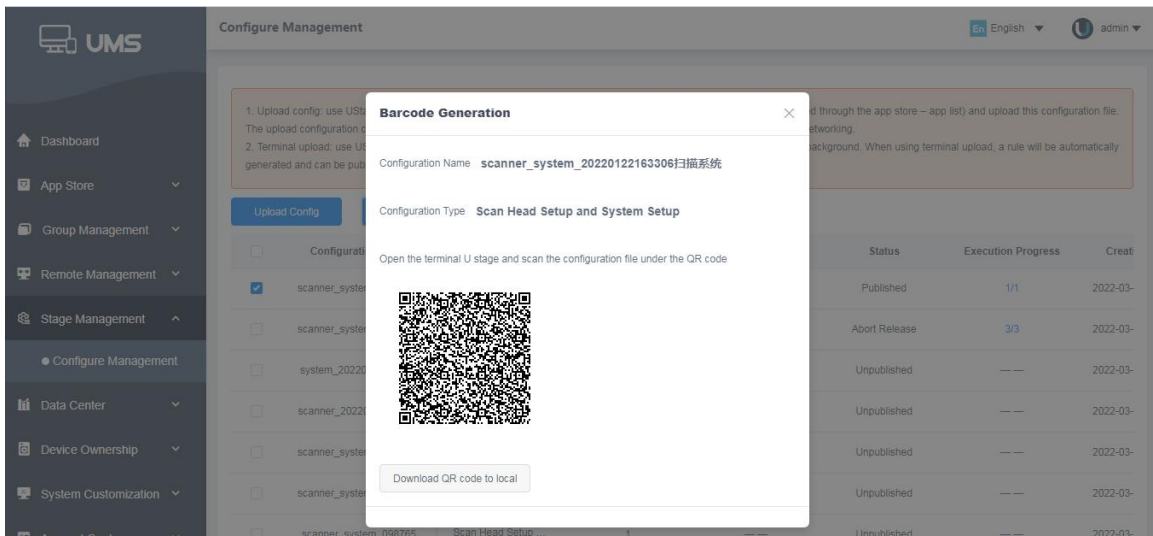 UMS
Configure Management
En English
admin
Dashboard
App Store
Group Management
Remote Management
Stage Management
Configure Management
Data Center
Device Ownership
System Customization
1. Upload config: use USta
d through the app store – app list) and upload this configuration file.
The upload configuration c
etworking.
2. Terminal upload: use US
ackground. When using terminal upload, a rule will be automatically
generated and can be pub
Upload Config
Barcode Generation
Configuration Name scanner_system_20220122163306扫描系统
Configuration Type Scan Head Setup and System Setup
Open the terminal U stage and scan the configuration file under the QR code
Download QR code to local
Configurati Status Execution Progress Creati
scanner_syster Published 1/1 2022-03-
scanner_syster Abort Release 3/3 2022-03-
system_20220 Unpublished — — 2022-03-
scanner_20220 Unpublished — — 2022-03-
scanner_syster Unpublished — — 2022-03-
scanner_syster Unpublished — — 2022-03-
scanner_system_098765 Scan Head Setup ... 1 — — Unpublished — — 2022-03-